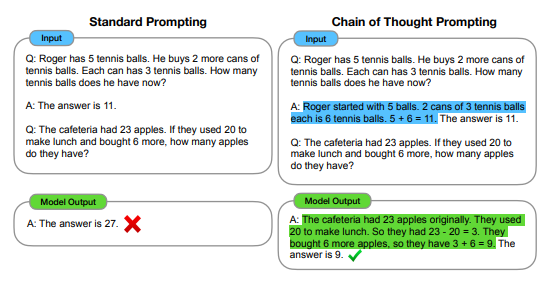 Standard Prompting
Input
Q: Roger has 5 tennis balls. He buys 2 more cans of
tennis balls. Each can has 3 tennis balls. How many
tennis balls does he have now?
A: The answer is 11.
Q: The cafeteria had 23 apples. If they used 20 to
make lunch and bought 6 more, how many apples
do they have?
Model Output
A: The answer is 27.
Chain of Thought Prompting
Input
Q: Roger has 5 tennis balls. He buys 2 more cans of
tennis balls. Each can has 3 tennis balls. How many
tennis balls does he have now?
A: Roger started with 5 balls. 2 cans of 3 tennis balls
each is 6 tennis balls. 5 + 6 = 11. The answer is 11.
Q: The cafeteria had 23 apples. If they used 20 to
make lunch and bought 6 more, how many apples
do they have?
Model Output
A: The cafeteria had 23 apples originally. They used
20 to make lunch. So they had 23 - 20 = 3. They
bought 6 more apples, so they have 3 + 6 = 9. The
answer is 9.